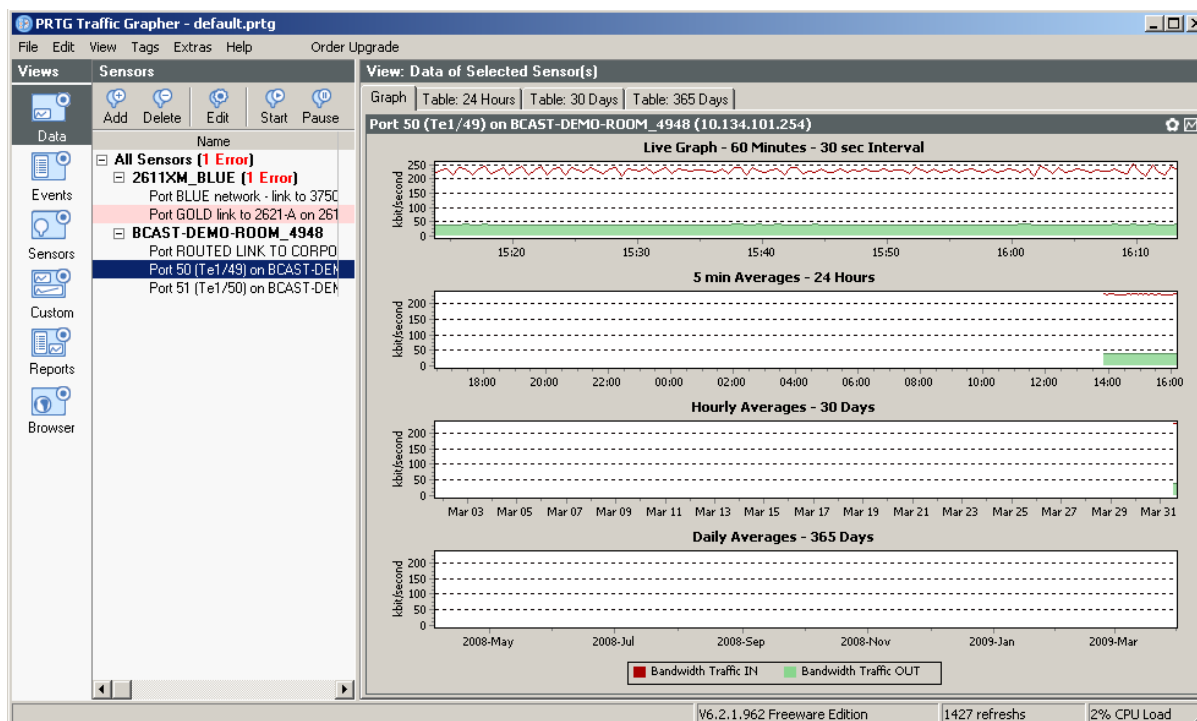 PRTG Traffic Grapher - default.prtg
File Edit View Tags Extras Help Order Upgrade
Views
Data
Events
Sensors
Custom
Reports
Browser
Sensors
Add Delete Edit Start Pause
Name
All Sensors (1 Error)
2611XM_BLUE (1 Error)
Port BLUE network - link to 3750
Port GOLD link to 2621-A on 261
BCAST-DEMO-ROOM_4948
Port ROUTED LINK TO CORPO
Port 50 (Te1/49) on BCAST-DEM
Port 51 (Te1/50) on BCAST-DEM
View: Data of Selected Sensor(s)
Graph Table: 24 Hours Table: 30 Days Table: 365 Days
Port 50 (Te1/49) on BCAST-DEMO-ROOM_4948 (10.134.101.254)
Live Graph - 60 Minutes - 30 sec Interval
kbit/second
250
200
150
100
50
0
15:20 15:30 15:40 15:50 16:00 16:10
5 min Averages - 24 Hours
kbit/second
200
150
100
50
0
18:00 20:00 22:00 00:00 02:00 04:00 06:00 08:00 10:00 12:00 14:00 16:00
Hourly Averages - 30 Days
kbit/second
200
150
100
50
0
Mar 03 Mar 05 Mar 07 Mar 09 Mar 11 Mar 13 Mar 15 Mar 17 Mar 19 Mar 21 Mar 23 Mar 25 Mar 27 Mar 29 Mar 31
Daily Averages - 365 Days
kbit/second
200
150
100
50
0
2008-May 2008-Jul 2008-Sep 2008-Nov 2009-Jan 2009-Mar
Bandwidth Traffic IN Bandwidth Traffic OUT
V6.2.1.962 Freeware Edition 1427 refreshs 2% CPU Load